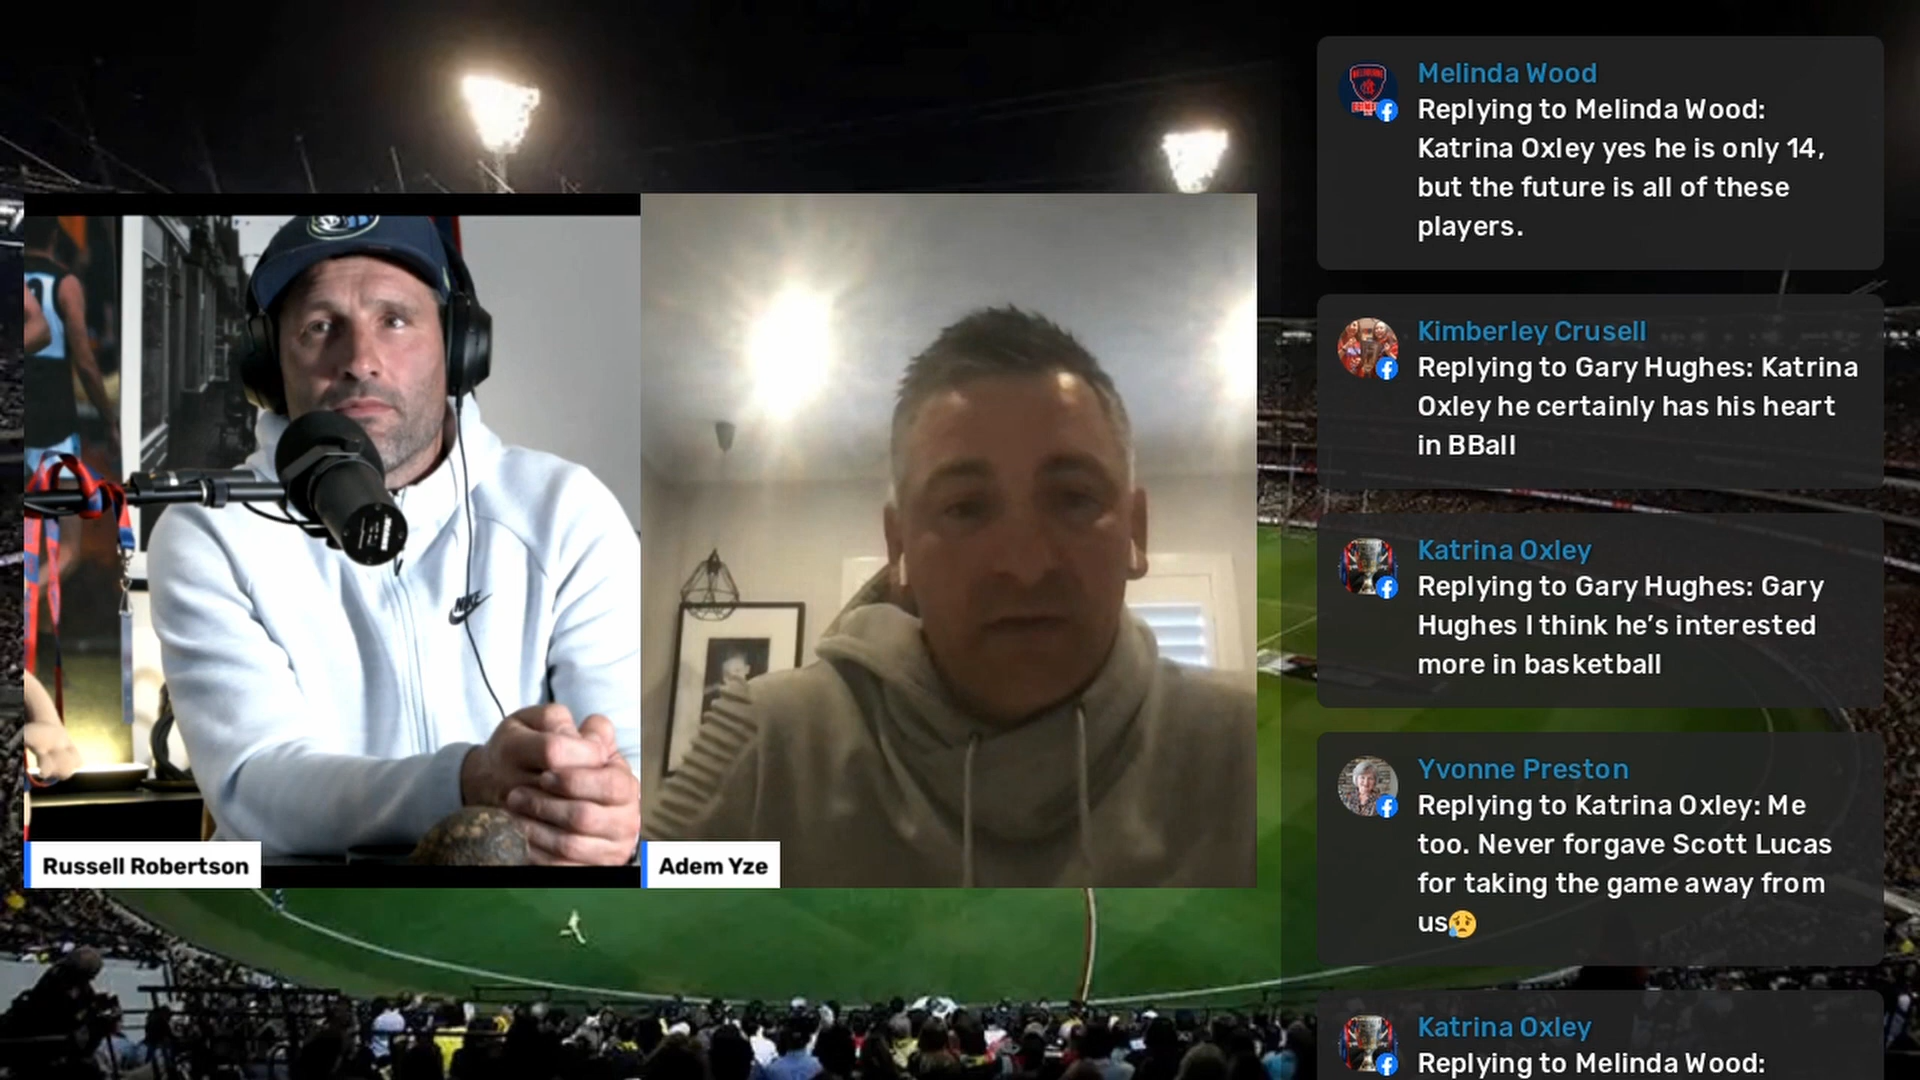 Melinda Wood
Replying to Melinda Wood:
Katrina Oxley yes he is only 14,
but the future is all of these
players.
Kimberley Crusell
Replying to Gary Hughes: Katrina
Oxley he certainly has his heart
in BBall
Katrina Oxley
Replying to Gary Hughes: Gary
Hughes I think he’s interested
more in basketball
Yvonne Preston
Replying to Katrina Oxley: Me
too. Never forgave Scott Lucas
for taking the game away from
us😥
Katrina Oxley
Replying to Melinda Wood:
NIKE
Russell Robertson
Adem Yze